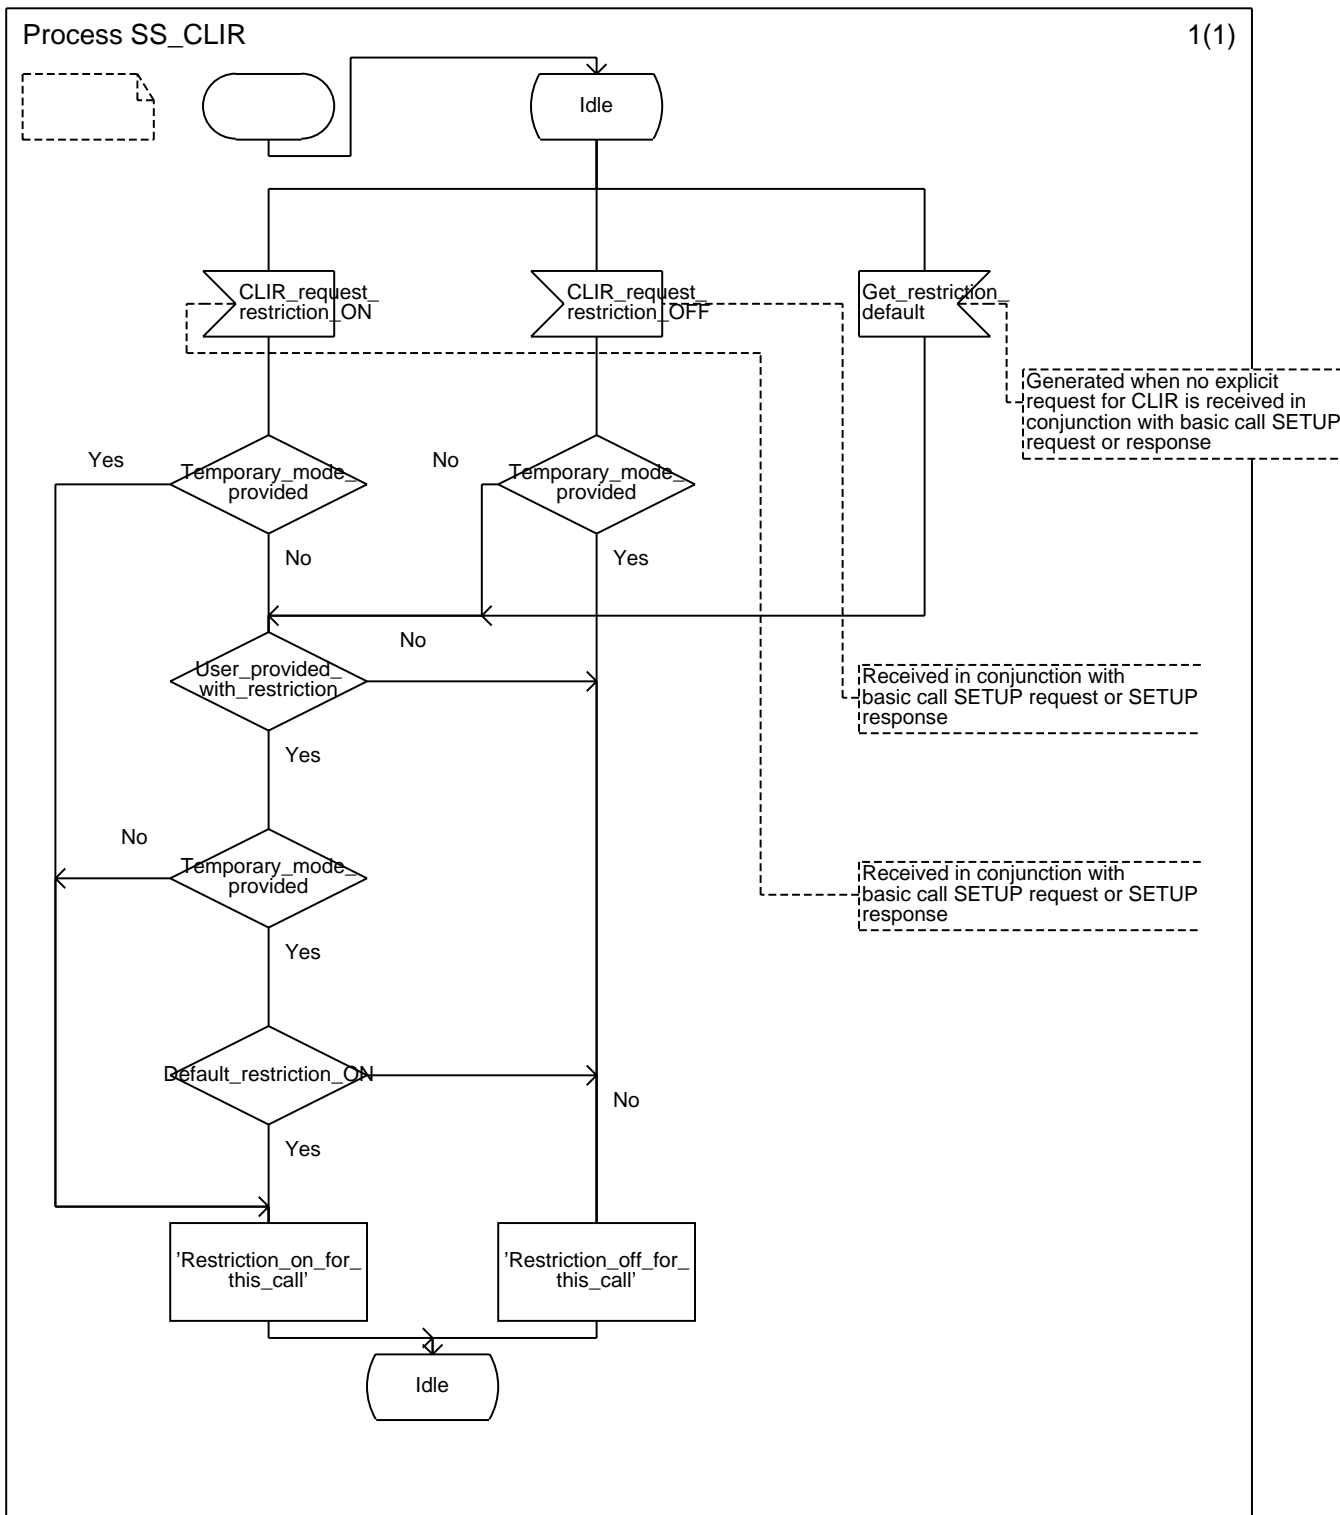 Process SS_CLIR
1(1)
Idle
CLIR_request_
restriction_ON
CLIR_request_
restriction_OFF
Get_restriction_
default
Generated when no explicit
request for CLIR is received in
conjunction with basic call SETUP
request or response
Yes
Temporary_mode_
provided
No
Temporary_mode_
provided
No
Yes
No
User_provided_
with_restriction
Received in conjunction with
basic call SETUP request or SETUP
response
Yes
No
Temporary_mode_
provided
Received in conjunction with
basic call SETUP request or SETUP
response
Yes
Default_restriction_ON
No
Yes
'Restriction_on_for_
this_call'
'Restriction_off_for_
this_call'
Idle